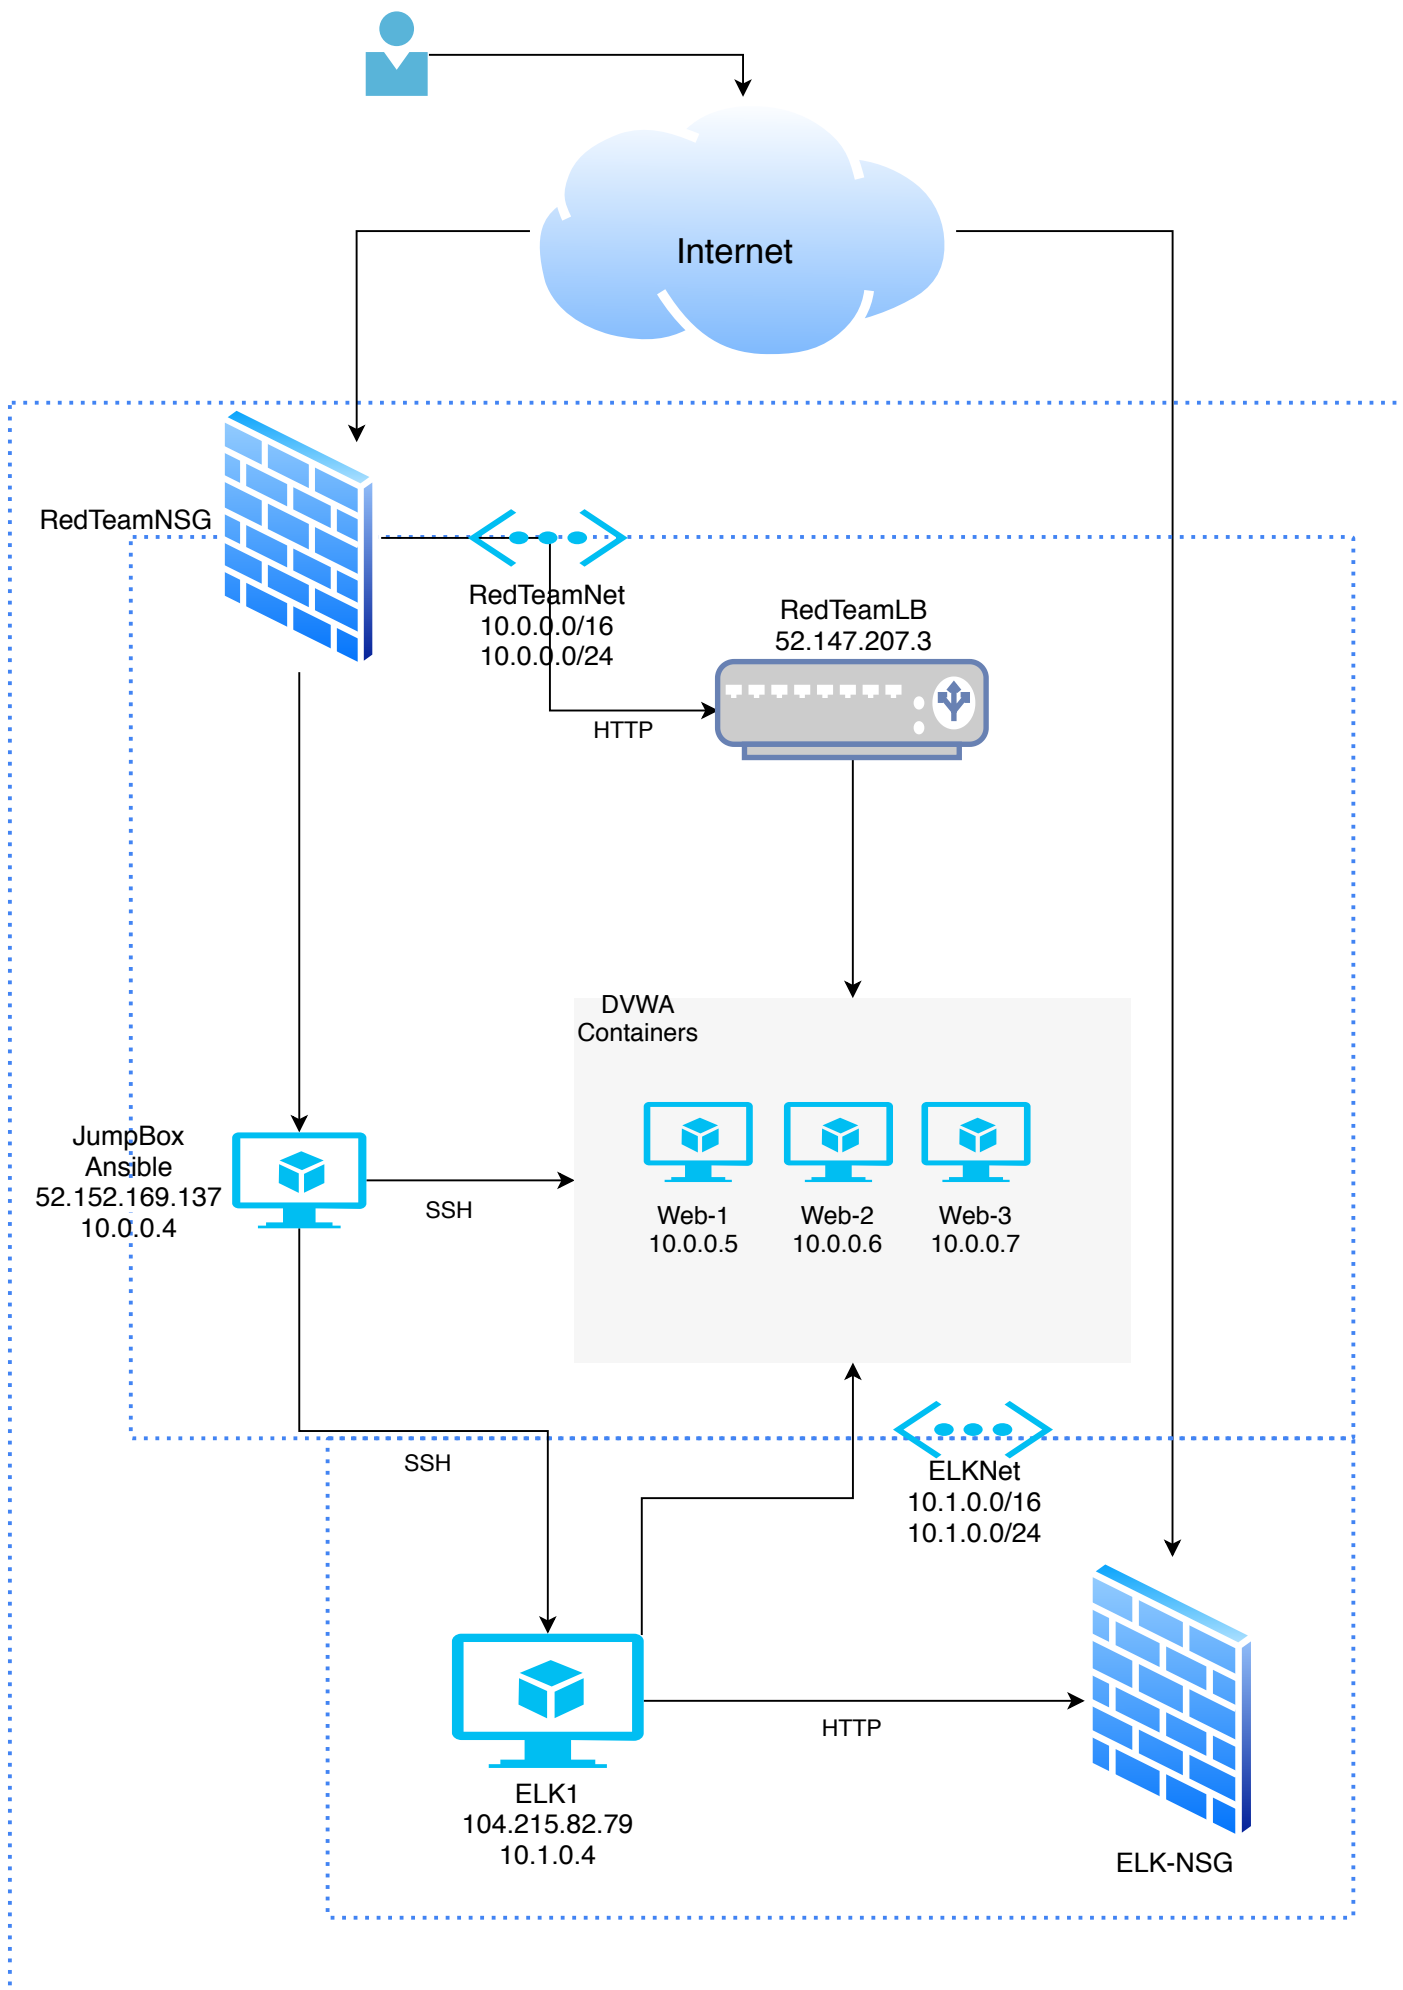 Internet
RedTeamNSG
RedTeamNet
10.0.0.0/16
10.0.0.0/24
RedTeamLB
52.147.207.3
HTTP
DVWA
Containers
JumpBox
Ansible
52.152.169.137
10.0.0.4
SSH
Web-1
10.0.0.5
Web-2
10.0.0.6
Web-3
10.0.0.7
SSH
ELKNet
10.1.0.0/16
10.1.0.0/24
HTTP
ELK1
104.215.82.79
10.1.0.4
ELK-NSG